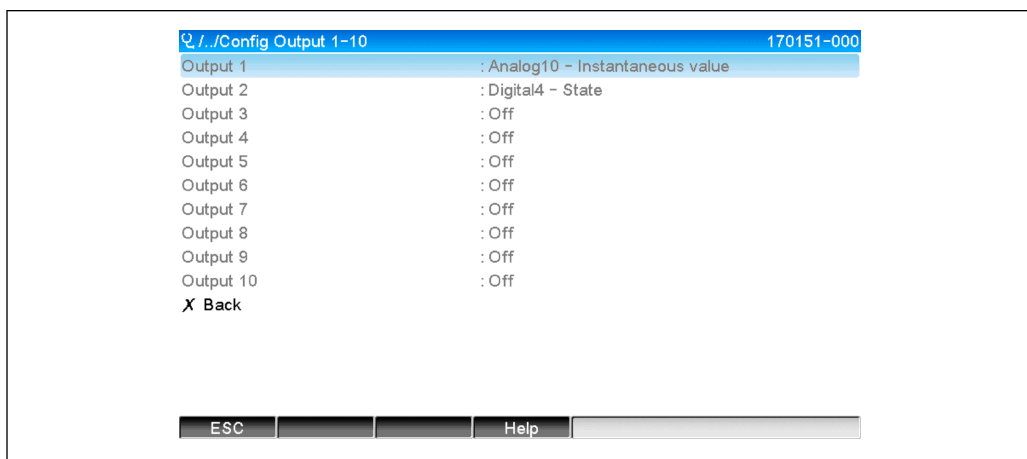 /../Config Output 1-10 170151-000
Output 1 : Analog10 - Instantaneous value
Output 2 : Digital4 - State
Output 3 : Off
Output 4 : Off
Output 5 : Off
Output 6 : Off
Output 7 : Off
Output 8 : Off
Output 9 : Off
Output 10 : Off
X Back
ESC Help